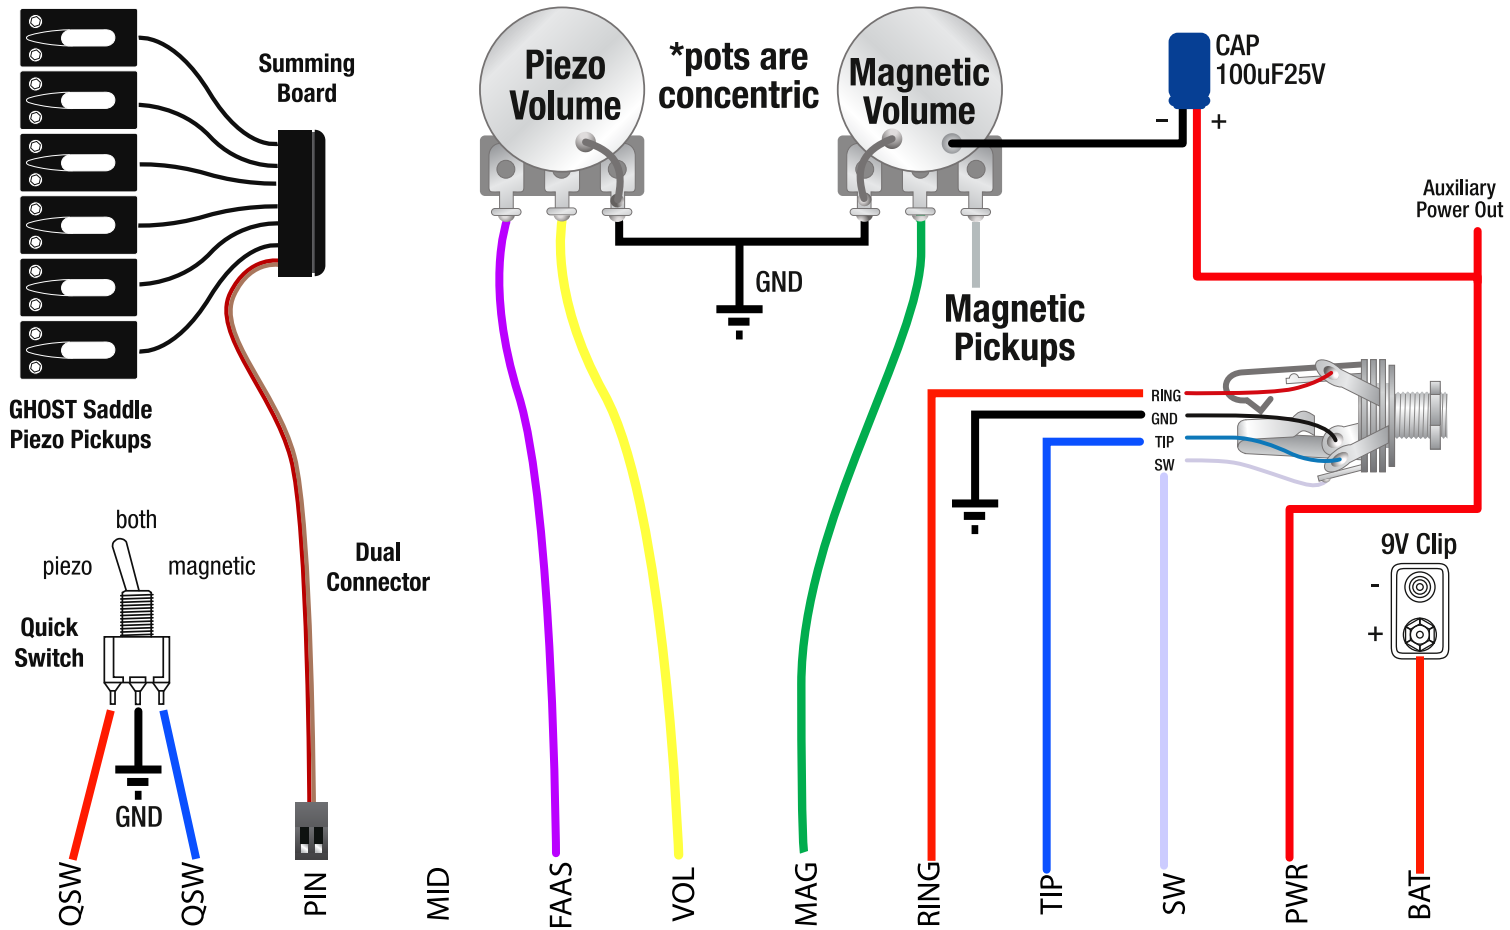 Summing
Board
Piezo
Volume
*pots are
concentric
Magnetic
Volume
CAP
100uF25V
- +
Auxiliary
Power Out
GND
Magnetic
Pickups
GHOST Saddle
Piezo Pickups
RING
GND
TIP
SW
both
piezo
magnetic
Quick
Switch
Dual
Connector
9V Clip
-
+
GND
QSW
QSW
PIN
MID
FAAS
VOL
MAG
RING
TIP
SW
PWR
BAT